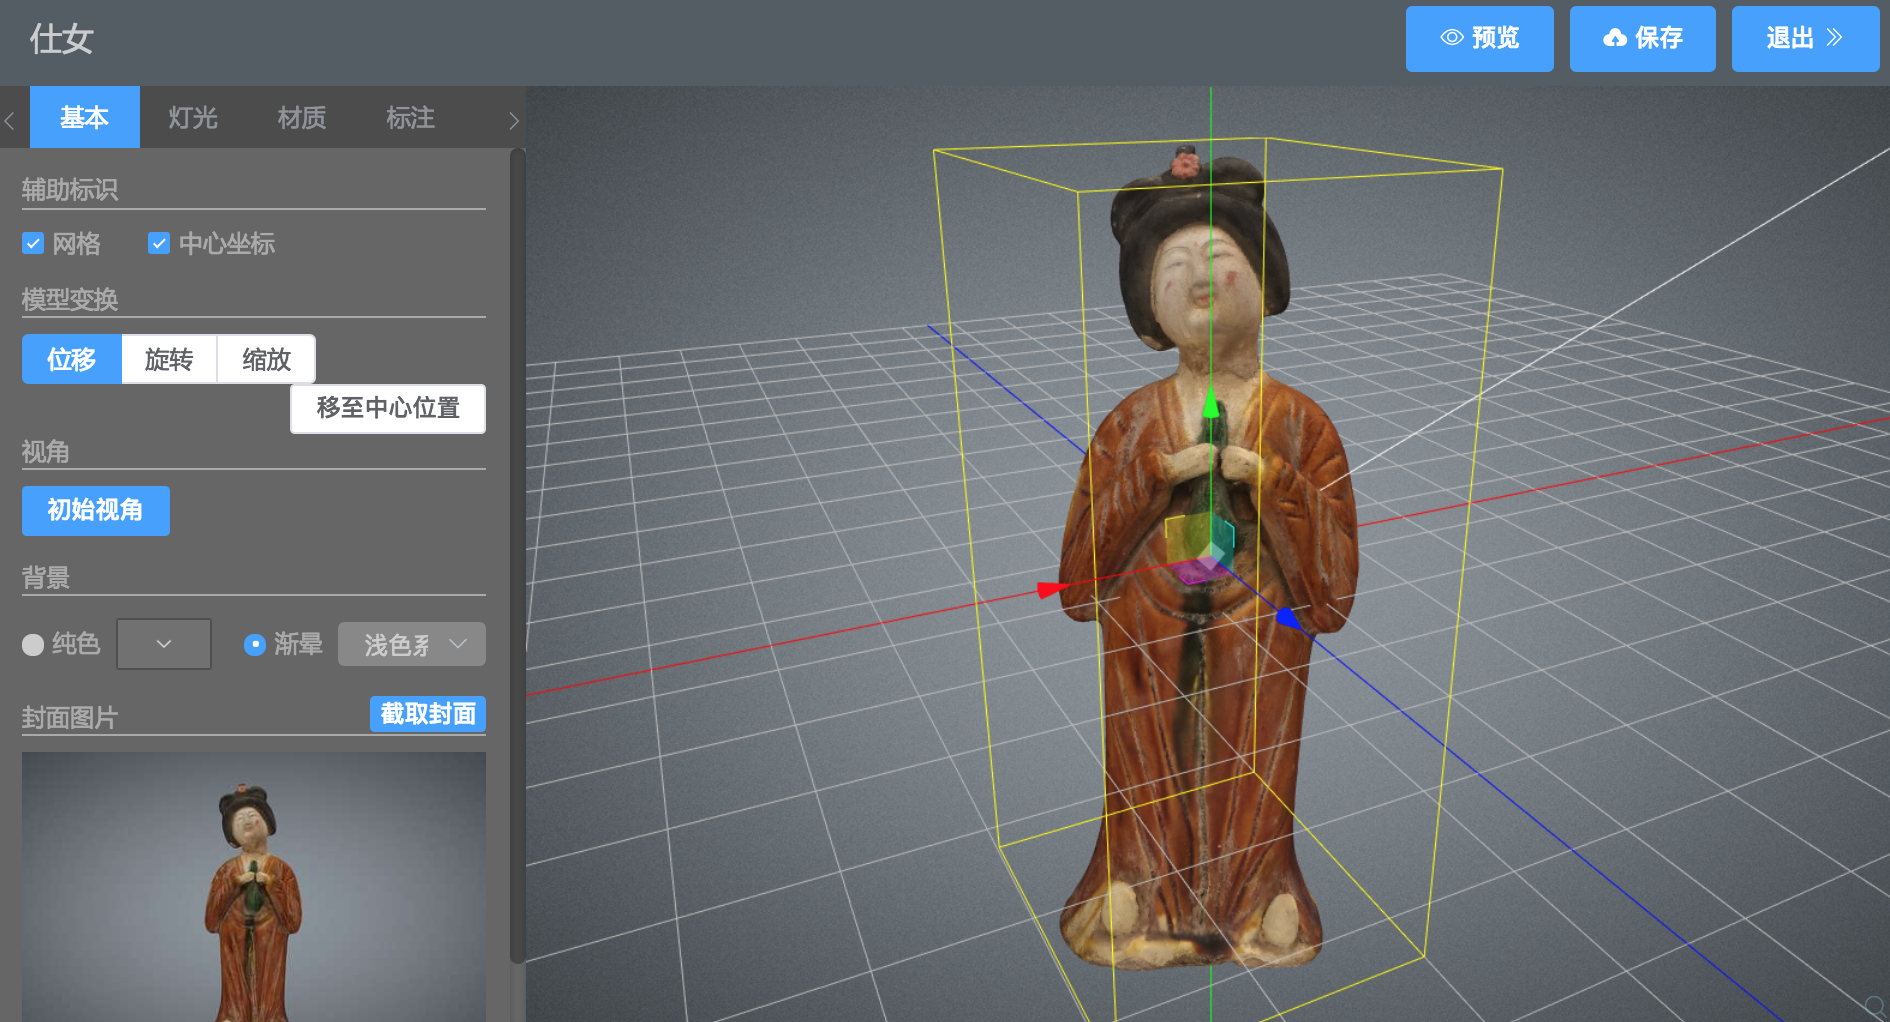 仕女
预览
保存
退出
基本 灯光 材质 标注
辅助标识
网格 中心坐标
模型变换
位移 旋转 缩放
移至中心位置
视角
初始视角
背景
纯色 渐晕 浅色系
封面图片 截取封面